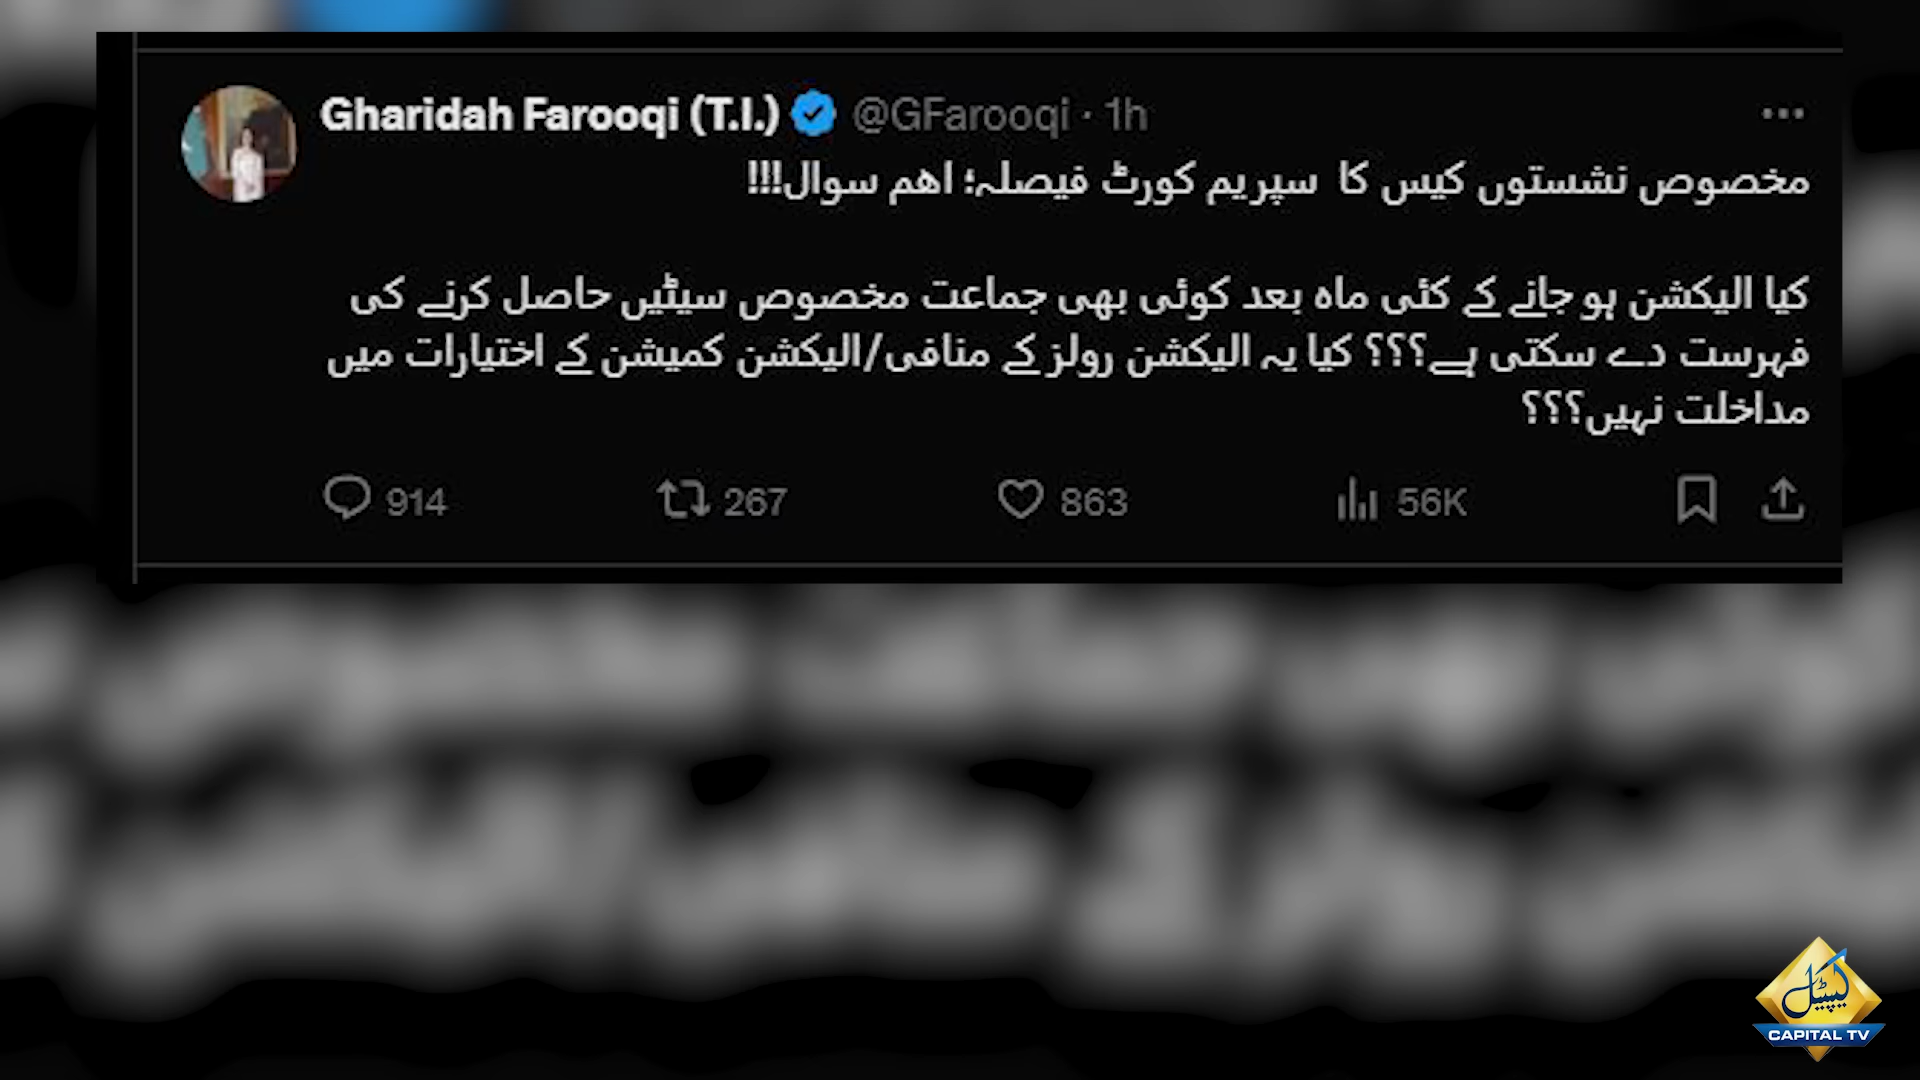 Gharidah Farooqi (T.I.) @GFarooqi · 1h
مخصوص نشستوں کیس کا سپریم کورٹ فیصلہ؛ اھم سوال!!!
کیا الیکشن ہو جانے کے کئی ماہ بعد کوئی بھی جماعت مخصوص سیٹیں حاصل کرنے کی
فہرست دے سکتی ہے؟؟؟ کیا یہ الیکشن رولز کے منافی/الیکشن کمیشن کے اختیارات میں
مداخلت نہیں؟؟؟
914 267 863 56K
کیپیٹل
CAPITAL TV